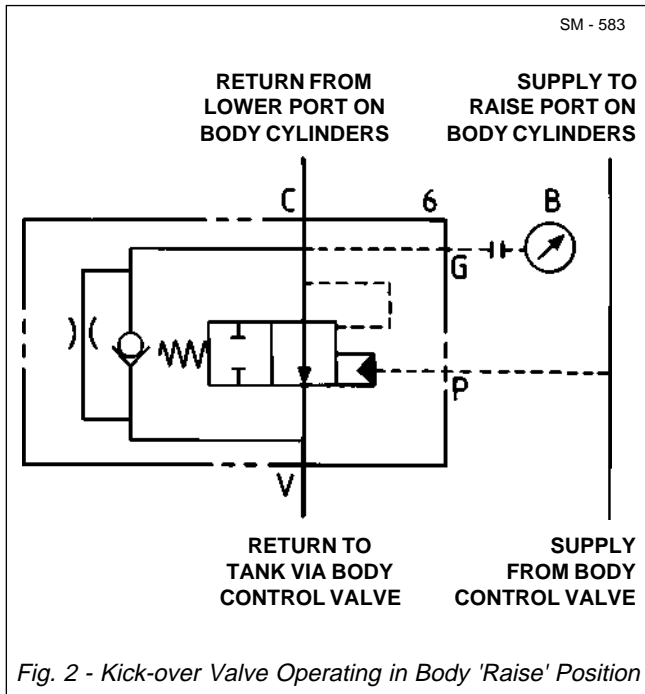 SM - 583
RETURN FROM
LOWER PORT ON
BODY CYLINDERS
SUPPLY TO
RAISE PORT ON
BODY CYLINDERS
C
6
B
G
P
V
RETURN TO
TANK VIA BODY
CONTROL VALVE
SUPPLY
FROM BODY
CONTROL VALVE
Fig. 2 - Kick-over Valve Operating in Body 'Raise' Position